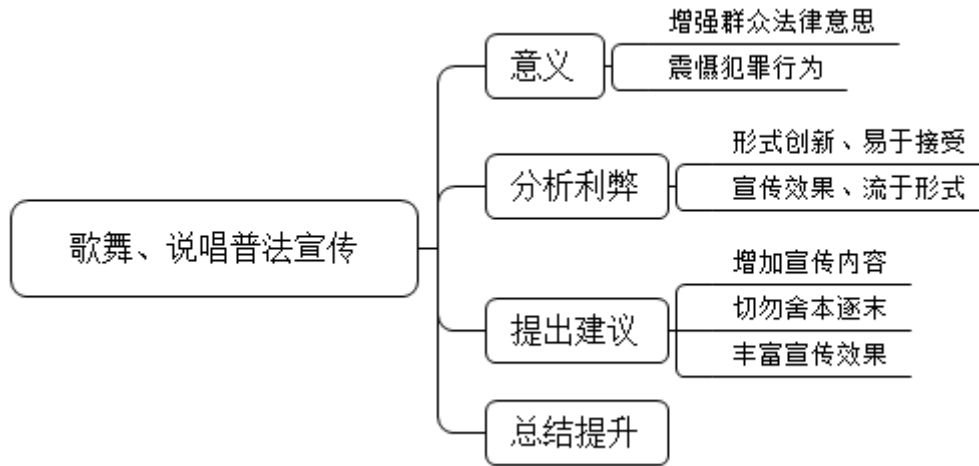 歌舞、说唱普法宣传
意义
增强群众法律意思
震慑犯罪行为
分析利弊
形式创新、易于接受
宣传效果、流于形式
提出建议
增加宣传内容
切勿舍本逐末
丰富宣传效果
总结提升